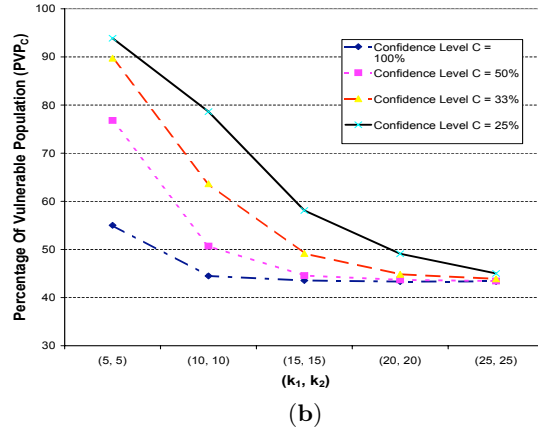 100
90
80
70
60
50
40
30
Percentage Of Vulnerable Population (PVPC)
Confidence Level C =
100%
Confidence Level C = 50%
Confidence Level C = 33%
Confidence Level C = 25%
(5, 5)
(10, 10)
(15, 15)
(20, 20)
(25, 25)
(k1, k2)
(b)